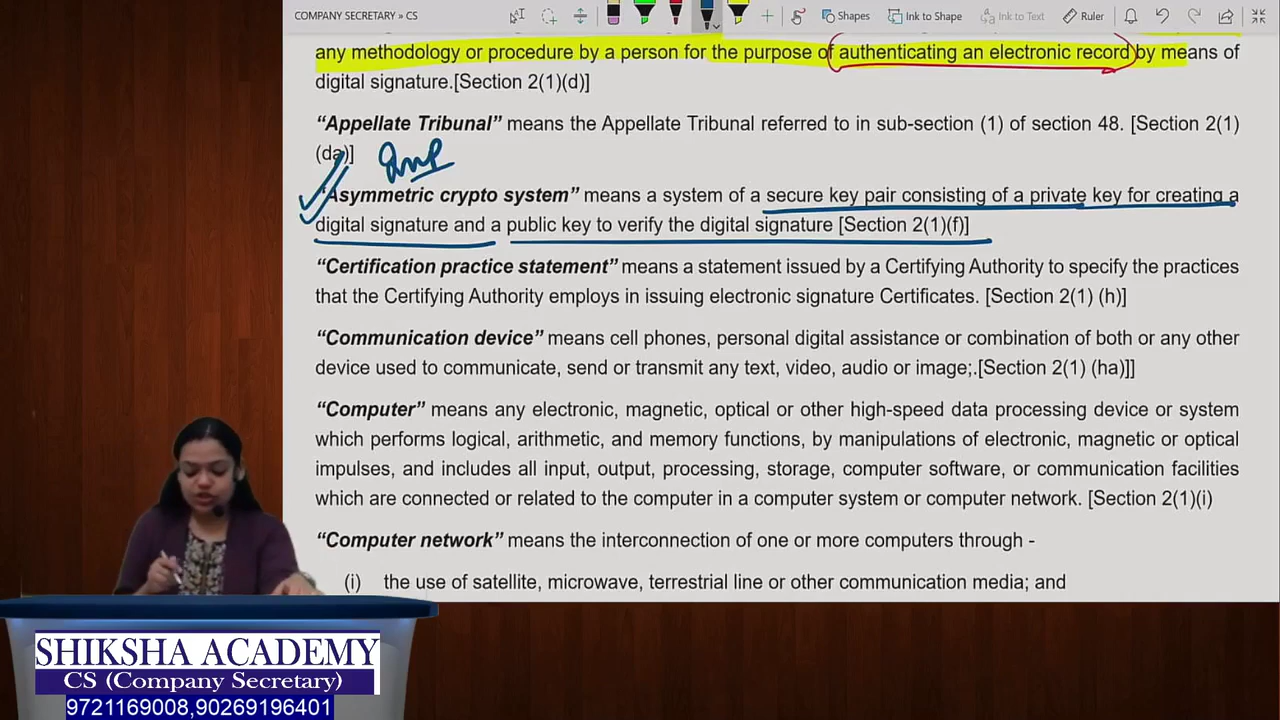 COMPANY SECRETARY » CS
Shapes
Ink to Shape
Ink to Text
Ruler
any methodology or procedure by a person for the purpose of authenticating an electronic record by means of
digital signature.[Section 2(1)(d)]
“Appellate Tribunal” means the Appellate Tribunal referred to in sub-section (1) of section 48. [Section 2(1)
(da)]
Imp
“Asymmetric crypto system” means a system of a secure key pair consisting of a private key for creating a
digital signature and a public key to verify the digital signature [Section 2(1)(f)]
“Certification practice statement” means a statement issued by a Certifying Authority to specify the practices
that the Certifying Authority employs in issuing electronic signature Certificates. [Section 2(1) (h)]
“Communication device” means cell phones, personal digital assistance or combination of both or any other
device used to communicate, send or transmit any text, video, audio or image;.[Section 2(1) (ha)]]
“Computer” means any electronic, magnetic, optical or other high-speed data processing device or system
which performs logical, arithmetic, and memory functions, by manipulations of electronic, magnetic or optical
impulses, and includes all input, output, processing, storage, computer software, or communication facilities
which are connected or related to the computer in a computer system or computer network. [Section 2(1)(i)
“Computer network” means the interconnection of one or more computers through -
(i) the use of satellite, microwave, terrestrial line or other communication media; and
SHIKSHA ACADEMY
CS (Company Secretary)
9721169008,90269196401